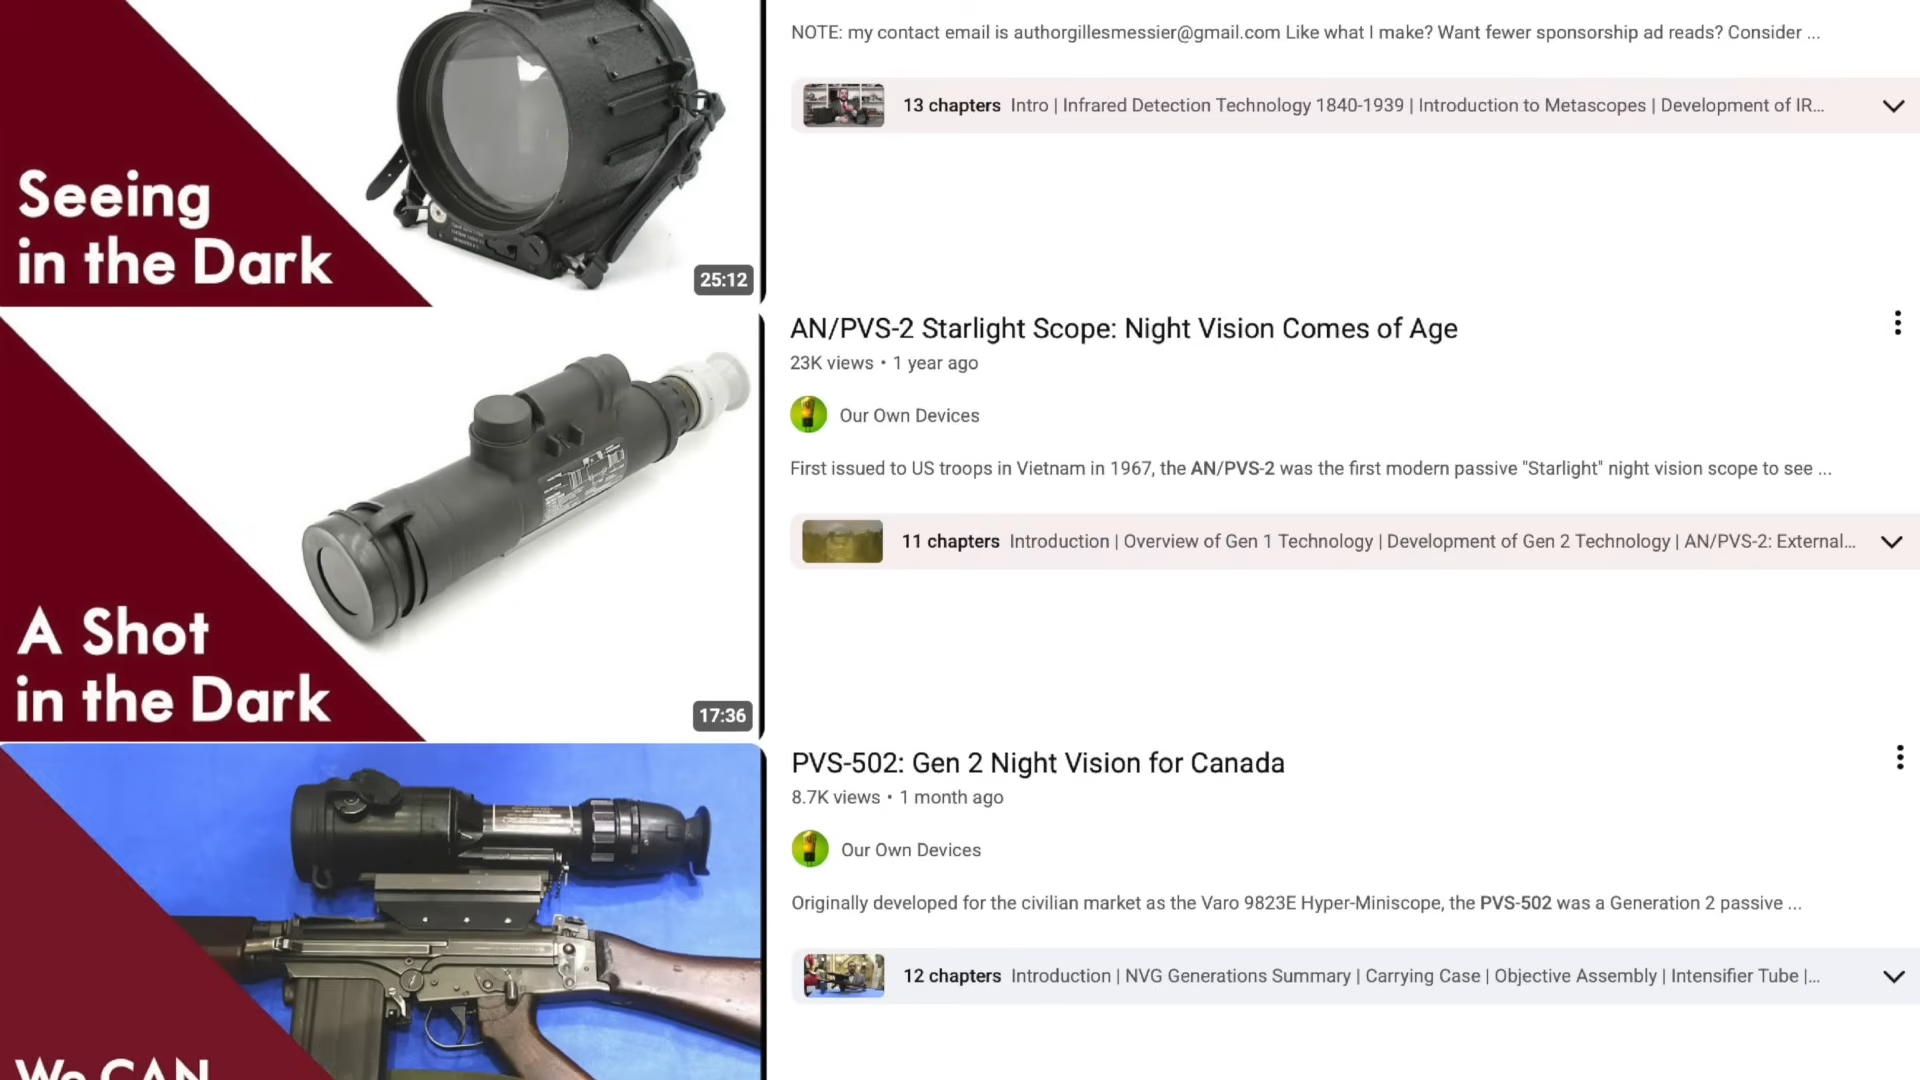 NOTE: my contact email is authorgillesmessier@gmail.com Like what I make? Want fewer sponsorship ad reads? Consider ...
13 chapters Intro | Infrared Detection Technology 1840-1939 | Introduction to Metascopes | Development of IR...
Seeing
in the Dark
25:12
AN/PVS-2 Starlight Scope: Night Vision Comes of Age
23K views • 1 year ago
Our Own Devices
First issued to US troops in Vietnam in 1967, the AN/PVS-2 was the first modern passive "Starlight" night vision scope to see ...
11 chapters Introduction | Overview of Gen 1 Technology | Development of Gen 2 Technology | AN/PVS-2: External...
A Shot
in the Dark
17:36
PVS-502: Gen 2 Night Vision for Canada
8.7K views • 1 month ago
Our Own Devices
Originally developed for the civilian market as the Varo 9823E Hyper-Miniscope, the PVS-502 was a Generation 2 passive ...
12 chapters Introduction | NVG Generations Summary | Carrying Case | Objective Assembly | Intensifier Tube |...
We CAN